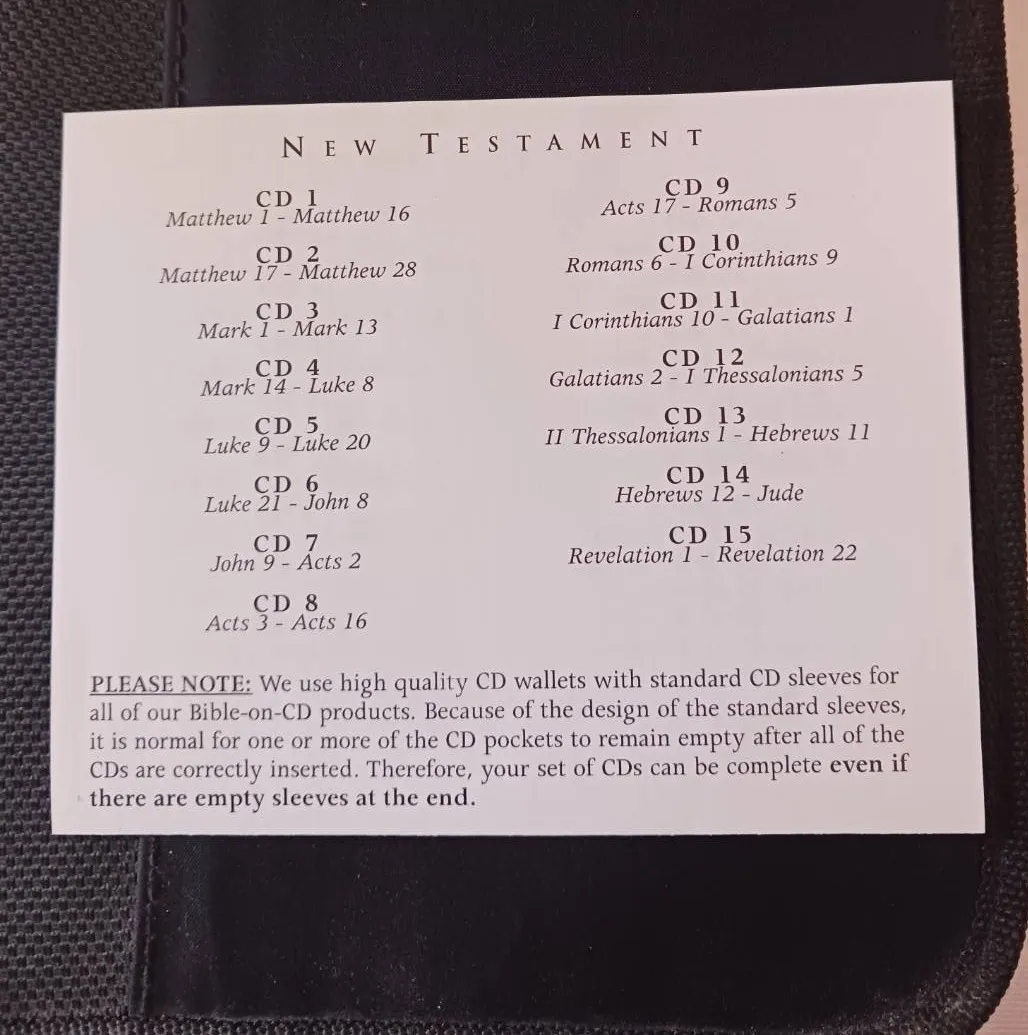 NEW TESTAMENT
CD 1
Matthew 1 - Matthew 16
CD 2
Matthew 17 - Matthew 28
CD 3
Mark 1 - Mark 13
CD 4
Mark 14 - Luke 8
CD 5
Luke 9 - Luke 20
CD 6
Luke 21 - John 8
CD 7
John 9 - Acts 2
CD 8
Acts 3 - Acts 16
CD 9
Acts 17 - Romans 5
CD 10
Romans 6 - I Corinthians 9
CD 11
I Corinthians 10 - Galatians 1
CD 12
Galatians 2 - I Thessalonians 5
CD 13
II Thessalonians 1 - Hebrews 11
CD 14
Hebrews 12 - Jude
CD 15
Revelation 1 - Revelation 22
PLEASE NOTE: We use high quality CD wallets with standard CD sleeves for
all of our Bible-on-CD products. Because of the design of the standard sleeves,
it is normal for one or more of the CD pockets to remain empty after all of the
CDs are correctly inserted. Therefore, your set of CDs can be complete even if
there are empty sleeves at the end.